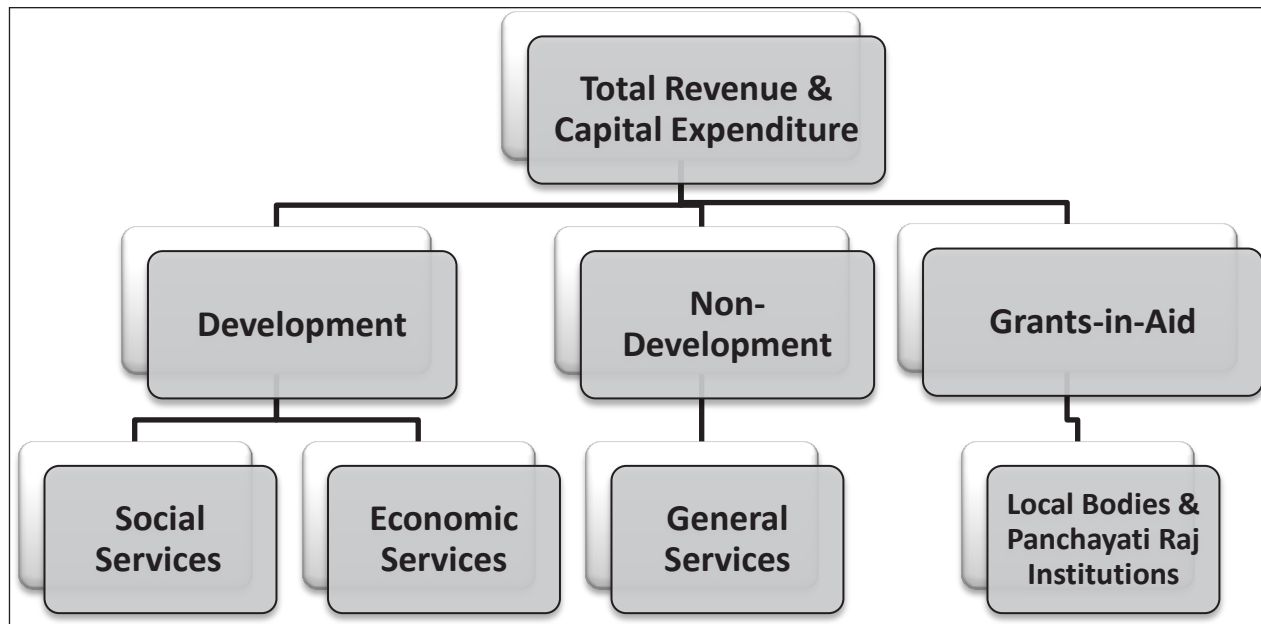 Total Revenue &
Capital Expenditure
Development
Non-
Development
Grants-in-Aid
Social
Services
Economic
Services
General
Services
Local Bodies &
Panchayati Raj
Institutions